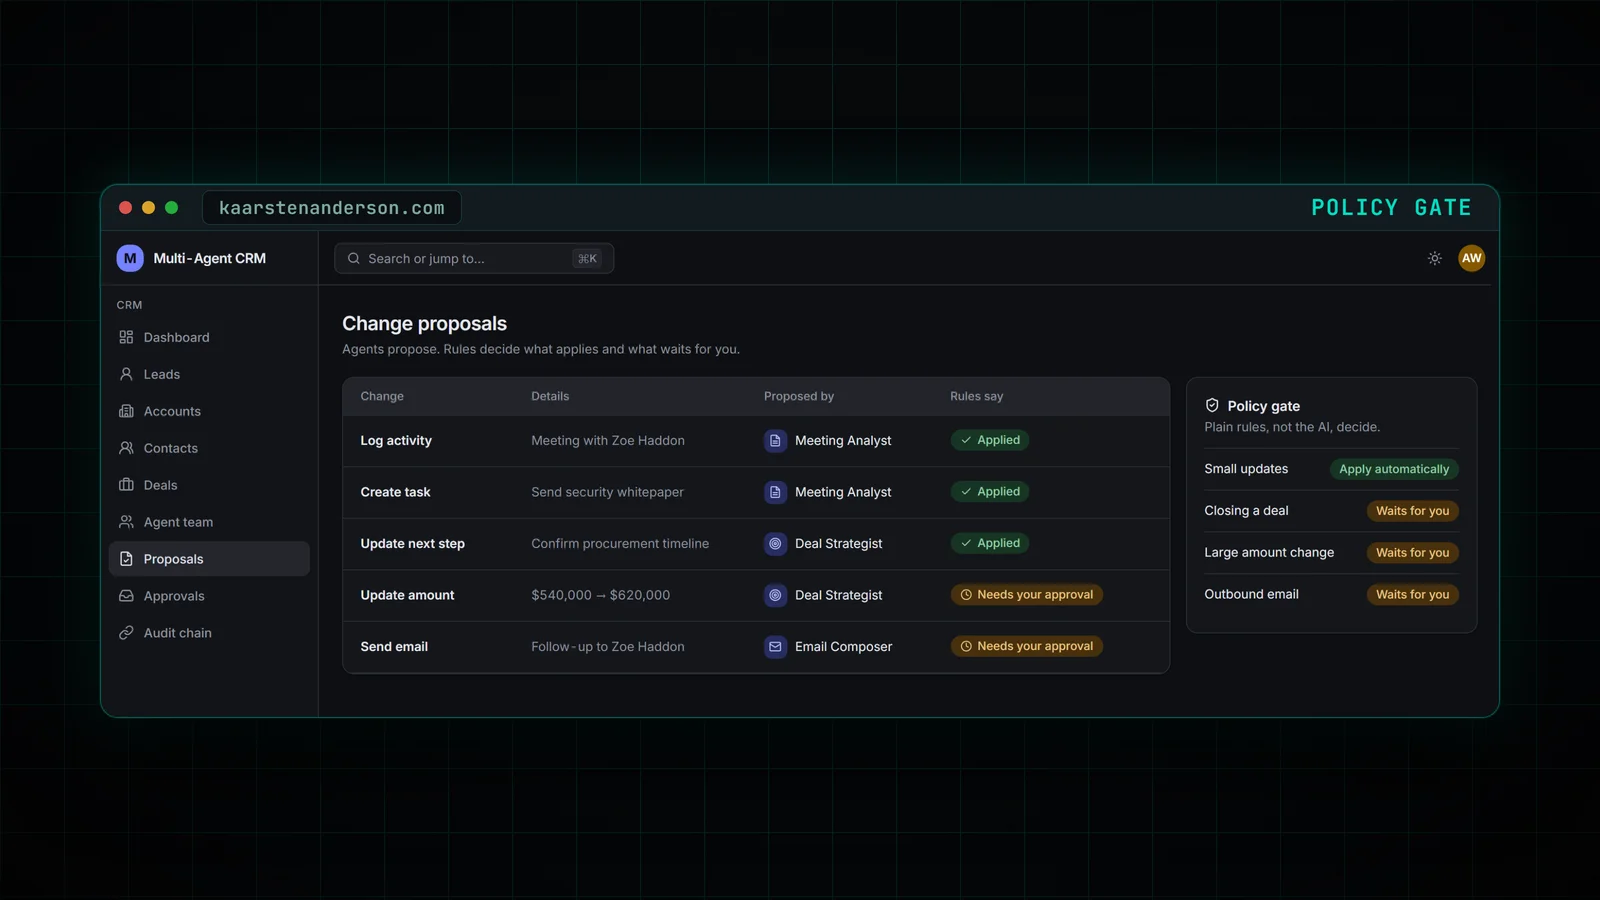 kaarstenanderson.com
POLICY GATE
M
Multi-Agent CRM
Search or jump to...
⌘K
AW
CRM
Dashboard
Leads
Accounts
Contacts
Deals
Agent team
Proposals
Approvals
Audit chain
Change proposals
Agents propose. Rules decide what applies and what waits for you.
Change Details Proposed by Rules say
Log activity Meeting with Zoe Haddon Meeting Analyst Applied
Create task Send security whitepaper Meeting Analyst Applied
Update next step Confirm procurement timeline Deal Strategist Applied
Update amount $540,000 → $620,000 Deal Strategist Needs your approval
Send email Follow-up to Zoe Haddon Email Composer Needs your approval
Policy gate
Plain rules, not the AI, decide.
Small updates Apply automatically
Closing a deal Waits for you
Large amount change Waits for you
Outbound email Waits for you